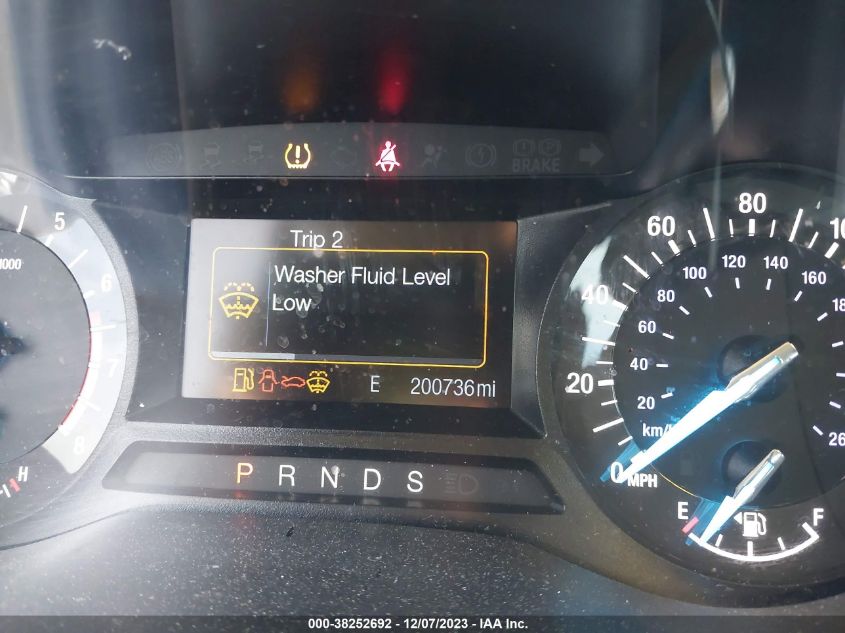 BRAKE
Trip 2
Washer Fluid Level
Low
E 200736mi
P R N D S
5
6
7
8
H
0 20 40 60 80
MPH
20 40 60 80 100 120 140 160
km/
E F
000-38252692 - 12/07/2023 - IAA Inc.